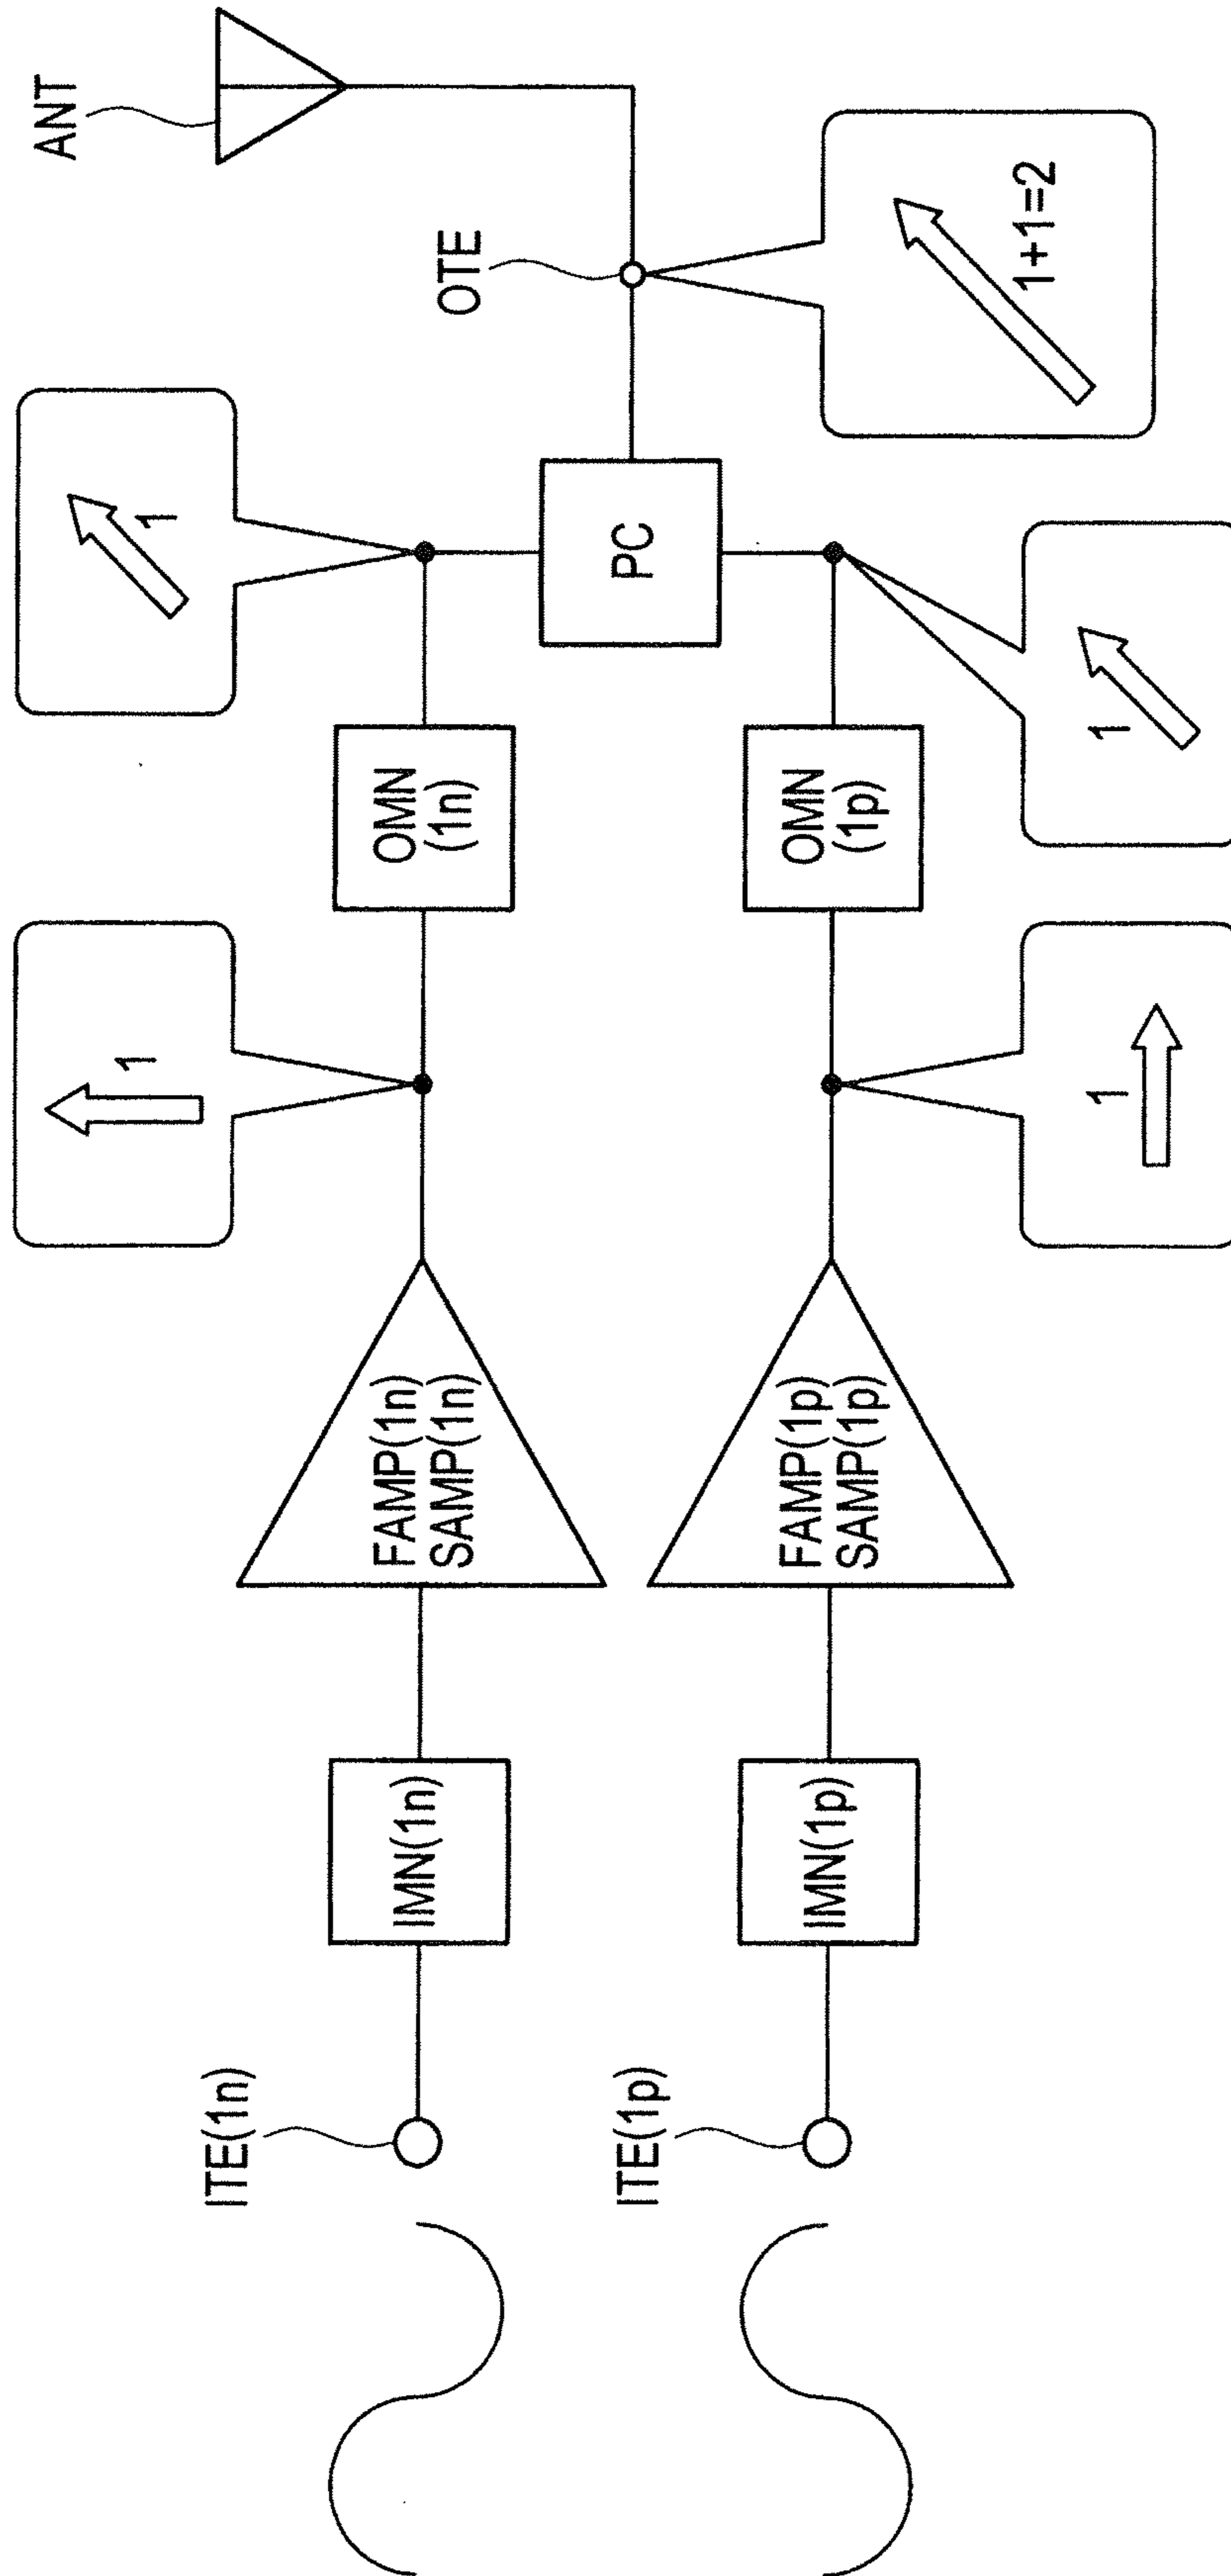 ANT
1
1
ITE(1n)
IMN(1n)
FAMP(1n)
SAMP(1n)
OMN
(1n)
OTE
PC
ITE(1p)
IMN(1p)
FAMP(1p)
SAMP(1p)
OMN
(1p)
1
1
1+1=2